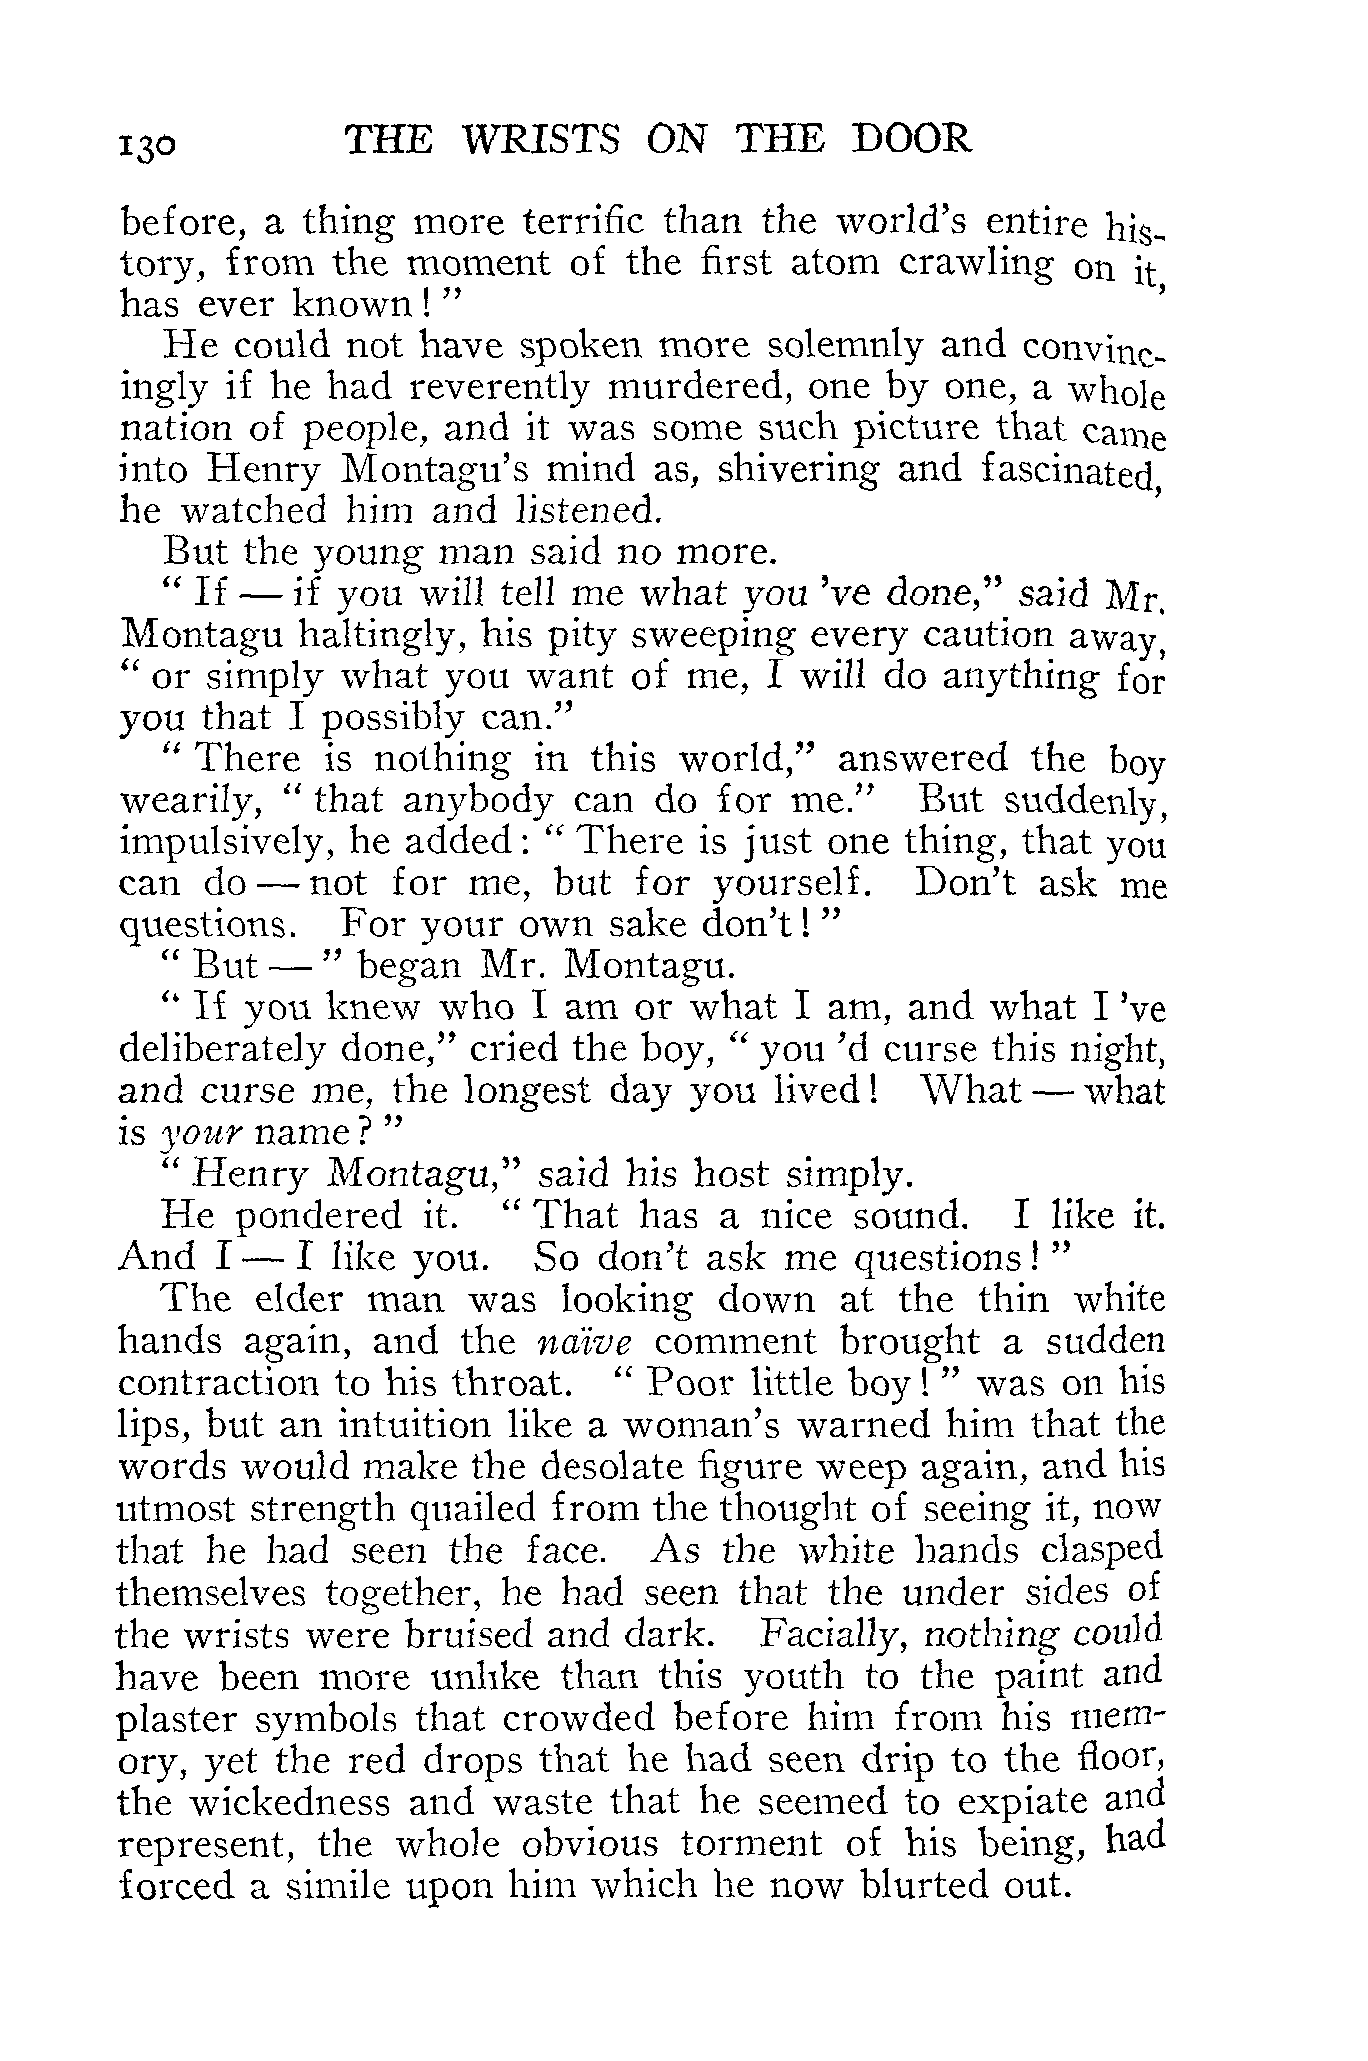 130 THE WRISTS ON THE DOOR
before, a thing more terrific than the world's entire his-
tory, from the moment of the first atom crawling on it,
has ever known! "
He could not have spoken more solemnly and convinc-
ingly if he had reverently murdered, one by one, a whole
nation of people, and it was some such picture that came
into Henry Montagu's mind as, shivering and fascinated,
he watched him and listened.
But the young man said no more.
" If — if you will tell me what you 've done," said Mr.
Montagu haltingly, his pity sweeping every caution away,
" or simply what you want of me, I will do anything for
you that I possibly can."
" There is nothing in this world," answered the boy
wearily, " that anybody can do for me." But suddenly,
impulsively, he added: " There is just one thing, that you
can do — not for me, but for yourself. Don't ask me
questions. For your own sake don't! "
" But — " began Mr. Montagu.
" If you knew who I am or what I am, and what I 've
deliberately done," cried the boy, " you 'd curse this night,
and curse me, the longest day you lived! What — what
is your name? "
" Henry Montagu," said his host simply.
He pondered it. " That has a nice sound. I like it.
And I — I like you. So don't ask me questions! "
The elder man was looking down at the thin white
hands again, and the naïve comment brought a sudden
contraction to his throat. " Poor little boy! " was on his
lips, but an intuition like a woman's warned him that the
words would make the desolate figure weep again, and his
utmost strength quailed from the thought of seeing it, now
that he had seen the face. As the white hands clasped
themselves together, he had seen that the under sides of
the wrists were bruised and dark. Facially, nothing could
have been more unlike than this youth to the paint and
plaster symbols that crowded before him from his mem-
ory, yet the red drops that he had seen drip to the floor,
the wickedness and waste that he seemed to expiate and
represent, the whole obvious torment of his being, had
forced a simile upon him which he now blurted out.